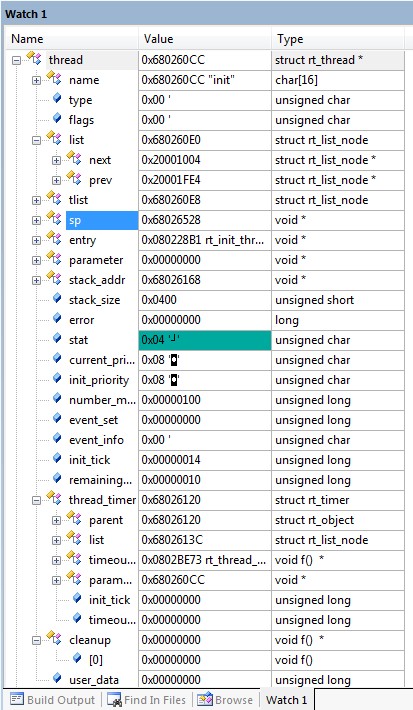 Watch 1
Name Value Type
thread 0x680260CC struct rt_thread *
name 0x680260CC "init" char[16]
type 0x00 ' unsigned char
flags 0x00 ' unsigned char
list 0x680260E0 struct rt_list_node
next 0x20001004 struct rt_list_node *
prev 0x20001FE4 struct rt_list_node *
tlist 0x680260E8 struct rt_list_node
sp 0x68026528 void *
entry 0x080228B1 rt_init_thr... void *
parameter 0x00000000 void *
stack_addr 0x68026168 void *
stack_size 0x0400 unsigned short
error 0x00000000 long
stat 0x04 '┘' unsigned char
current_pri... 0x08 '◘ unsigned char
init_priority 0x08 '◘ unsigned char
number_m... 0x00000100 unsigned long
event_set 0x00000000 unsigned long
event_info 0x00 ' unsigned char
init_tick 0x00000014 unsigned long
remaining... 0x00000010 unsigned long
thread_timer 0x68026120 struct rt_timer
parent 0x68026120 struct rt_object
list 0x6802613C struct rt_list_node
timeou... 0x0802BE73 rt_thread_... void f() *
param... 0x680260CC void *
init_tick 0x00000000 unsigned long
timeou... 0x00000000 unsigned long
cleanup 0x00000000 void f() *
[0] 0x00000000 void f()
user_data 0x00000000 unsigned long
Build Output Find In Files Browse Watch 1